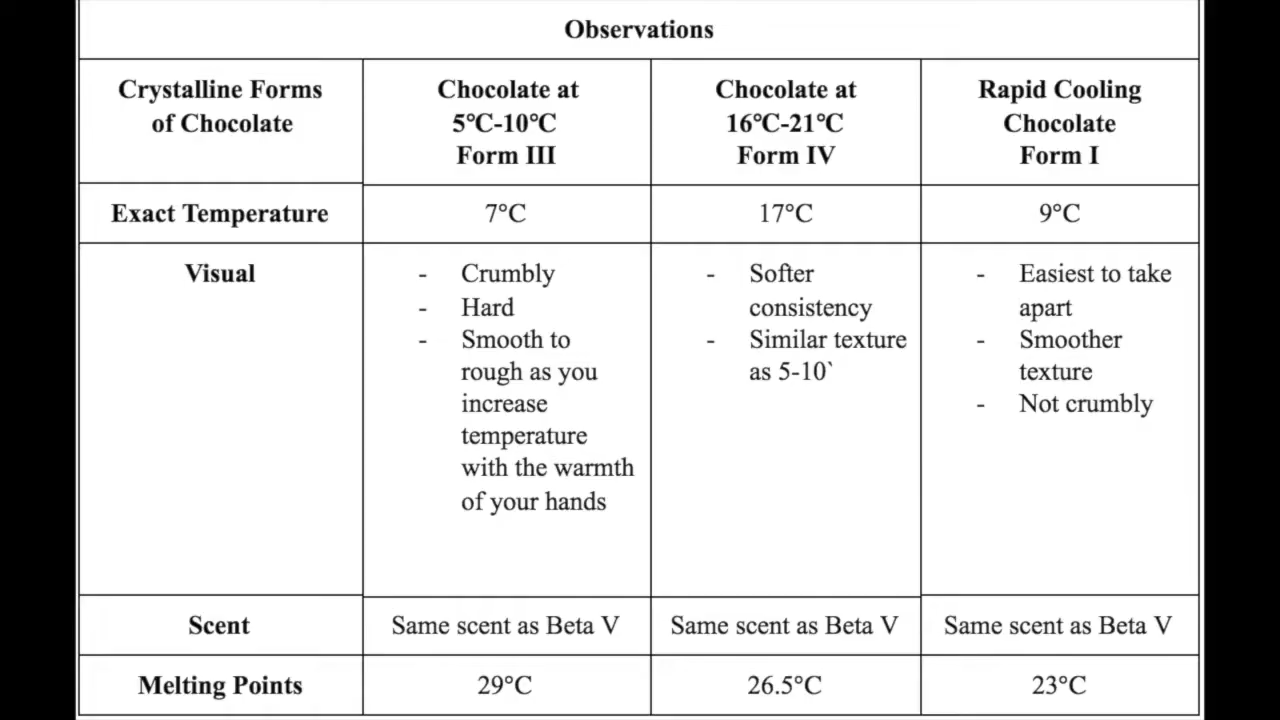 Observations
Crystalline Forms
of Chocolate
Chocolate at
5℃-10℃
Form III
Chocolate at
16℃-21℃
Form IV
Rapid Cooling
Chocolate
Form I
Exact Temperature
7°C
17°C
9°C
Visual
- Crumbly
- Hard
- Smooth to
rough as you
increase
temperature
with the warmth
of your hands
- Softer
consistency
- Similar texture
as 5-10`
- Easiest to take
apart
- Smoother
texture
- Not crumbly
Scent
Same scent as Beta V
Same scent as Beta V
Same scent as Beta V
Melting Points
29°C
26.5°C
23°C